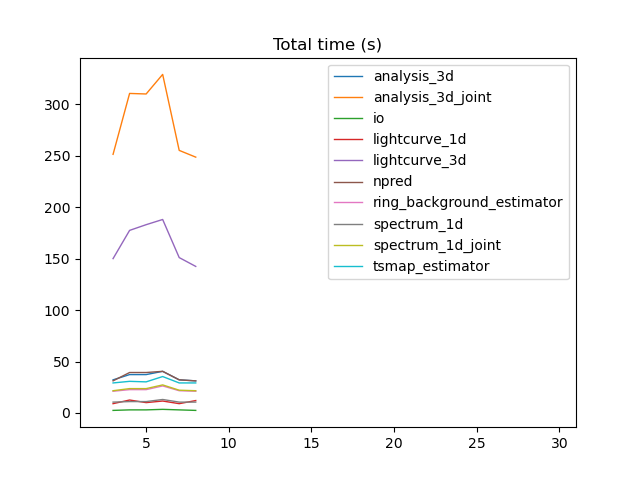 Total time (s)
analysis_3d
analysis_3d_joint
io
lightcurve_1d
lightcurve_3d
npred
ring_background_estimator
spectrum_1d
spectrum_1d_joint
tsmap_estimator
300
250
200
150
100
50
0
5 10 15 20 25 30